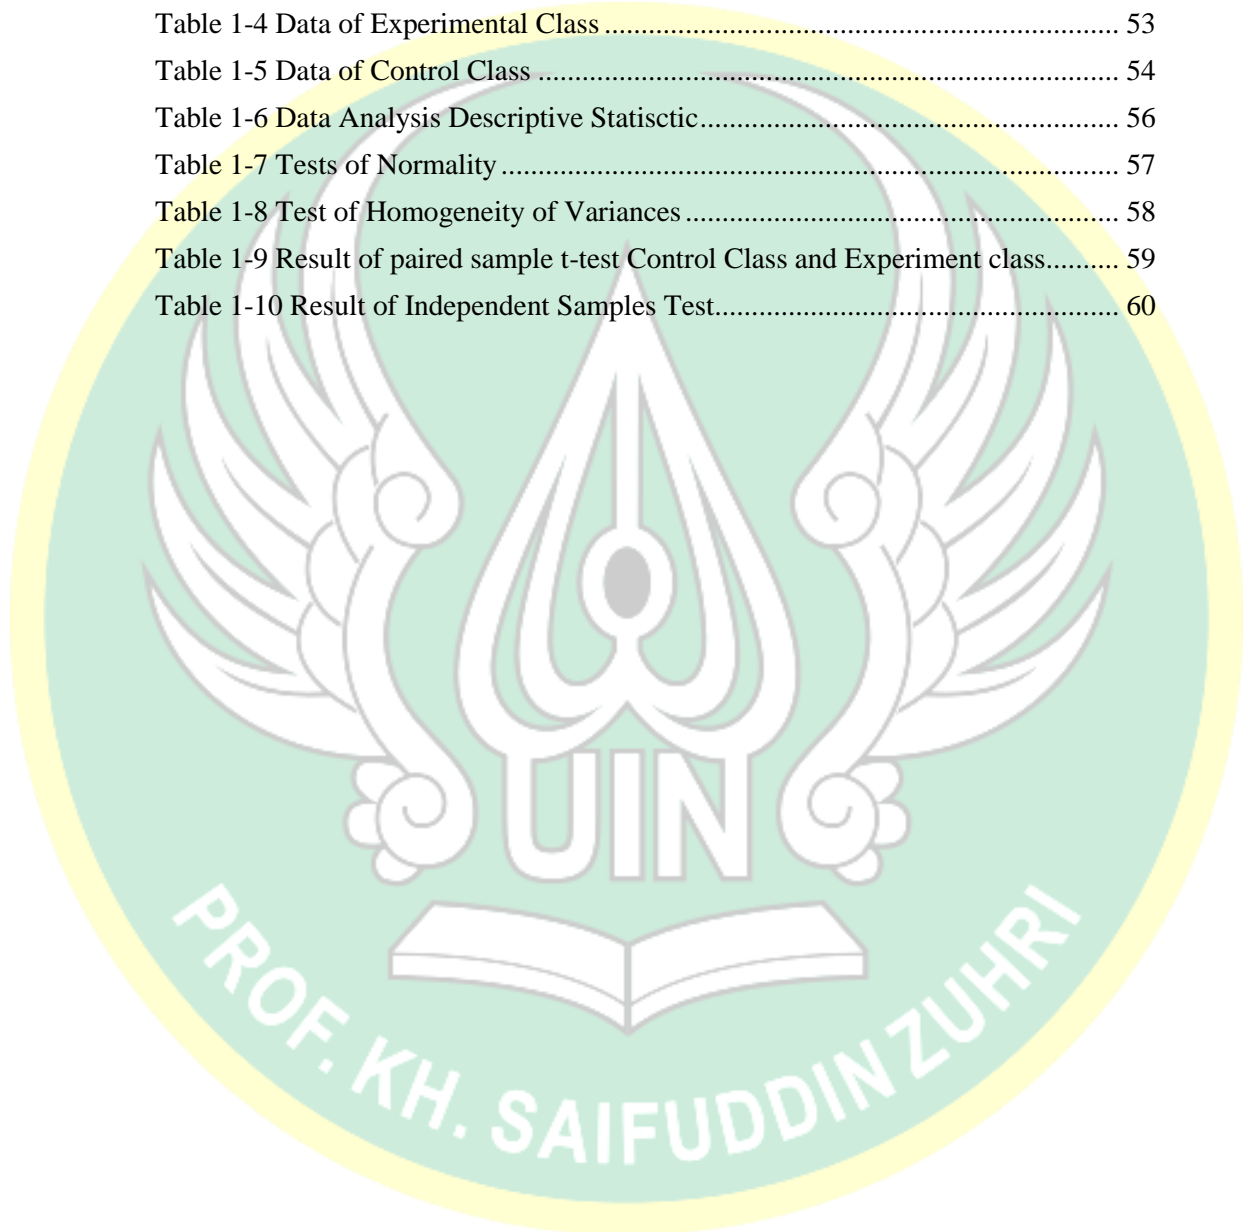 Table 1-4 Data of Experimental Class ..................................................................... 53
Table 1-5 Data of Control Class .............................................................................. 54
Table 1-6 Data Analysis Descriptive Statisctic........................................................ 56
Table 1-7 Tests of Normality ................................................................................... 57
Table 1-8 Test of Homogeneity of Variances .......................................................... 58
Table 1-9 Result of paired sample t-test Control Class and Experiment class.......... 59
Table 1-10 Result of Independent Samples Test...................................................... 60
UIN
PROF. KH. SAIFUDDIN ZUHRI